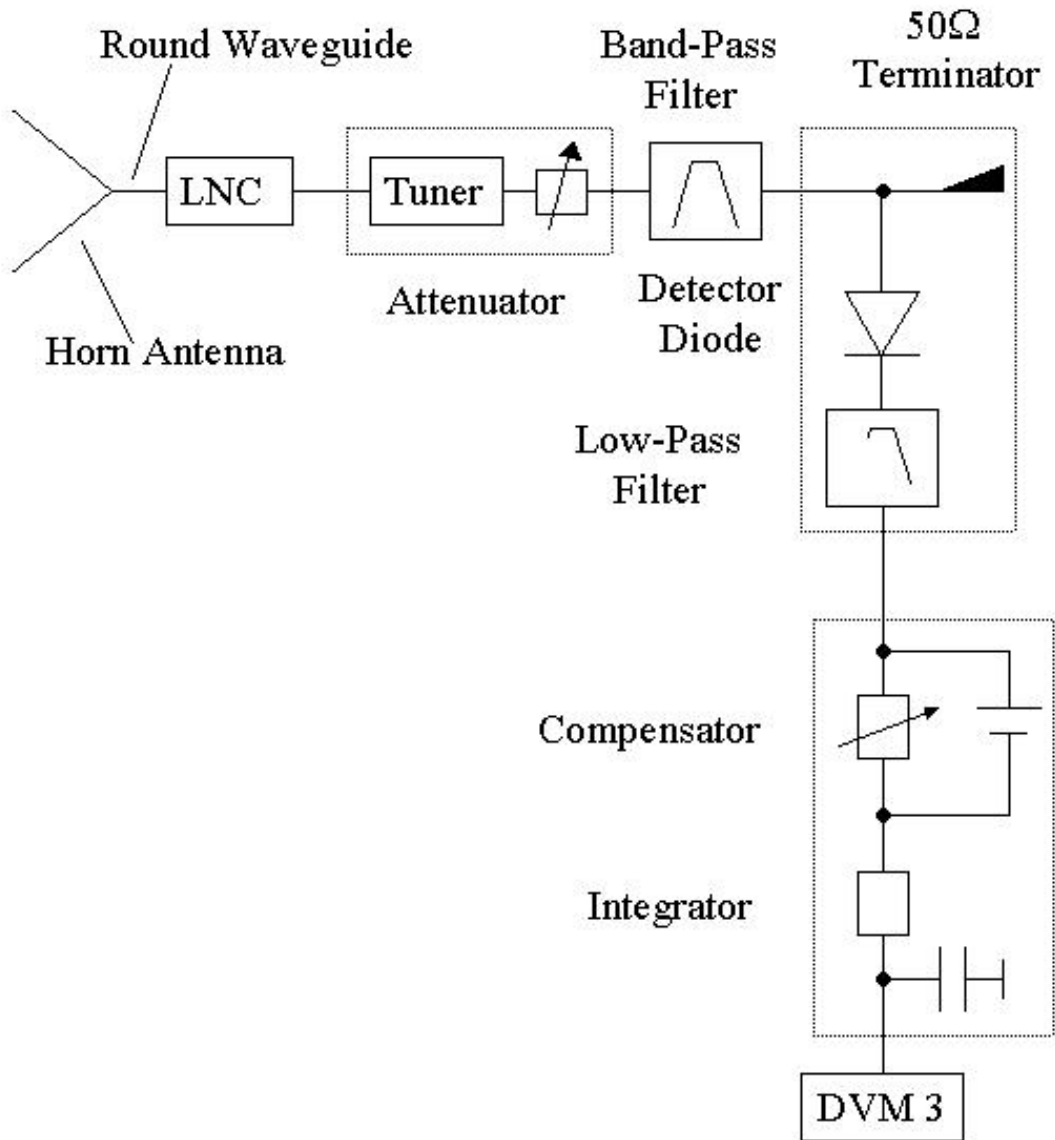 Round Waveguide
Band-Pass
Filter
50Ω
Terminator
LNC
Tuner
Attenuator
Detector
Diode
Horn Antenna
Low-Pass
Filter
Compensator
Integrator
DVM 3